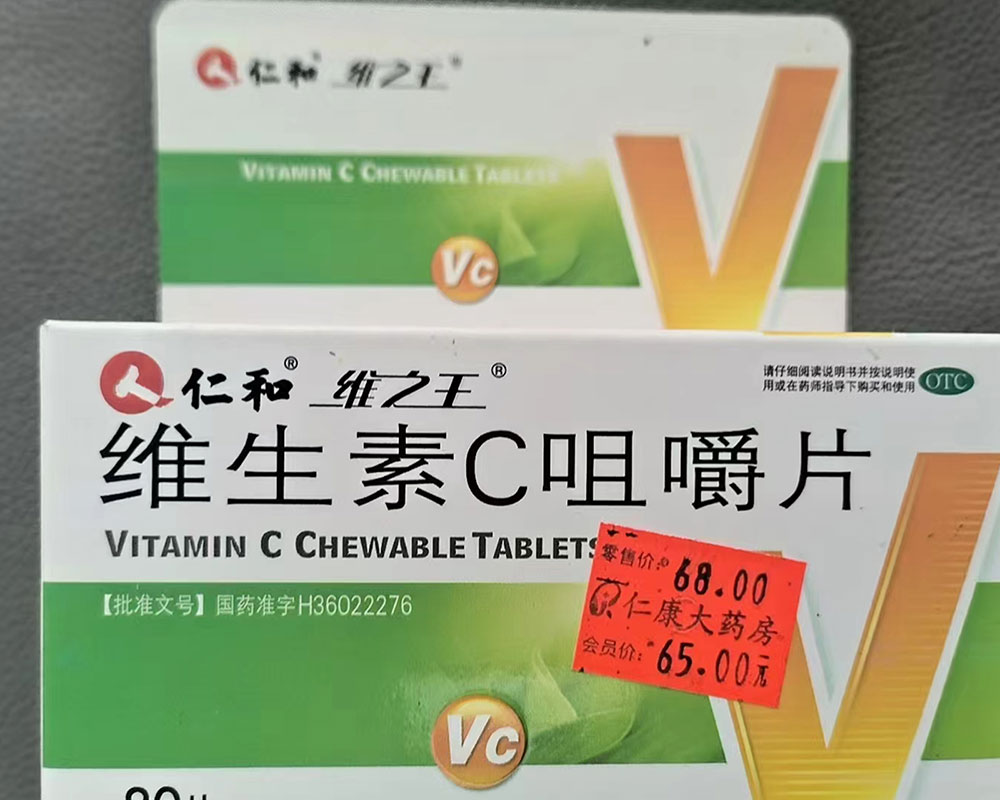 仁和® 维之王®
VITAMIN C CHEWABLE TABLETS
Vc
仁和® 维之王®
请仔细阅读说明书并按说明使
用或在药师指导下购买和使用
OTC
维生素C咀嚼片
VITAMIN C CHEWABLE TABLETS
零售价: 68.00
仁康大药房
会员价: 65.00元
【批准文号】国药准字H36022276
Vc